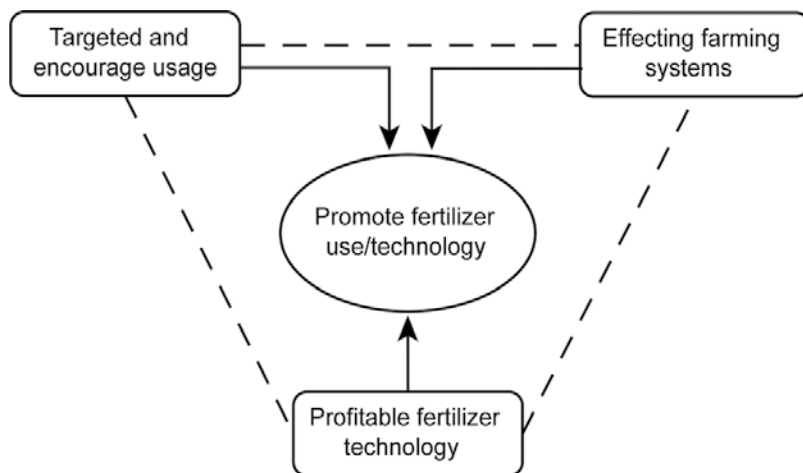 Targeted and
encourage usage
Effecting farming
systems
Promote fertilizer
use/technology
Profitable fertilizer
technology